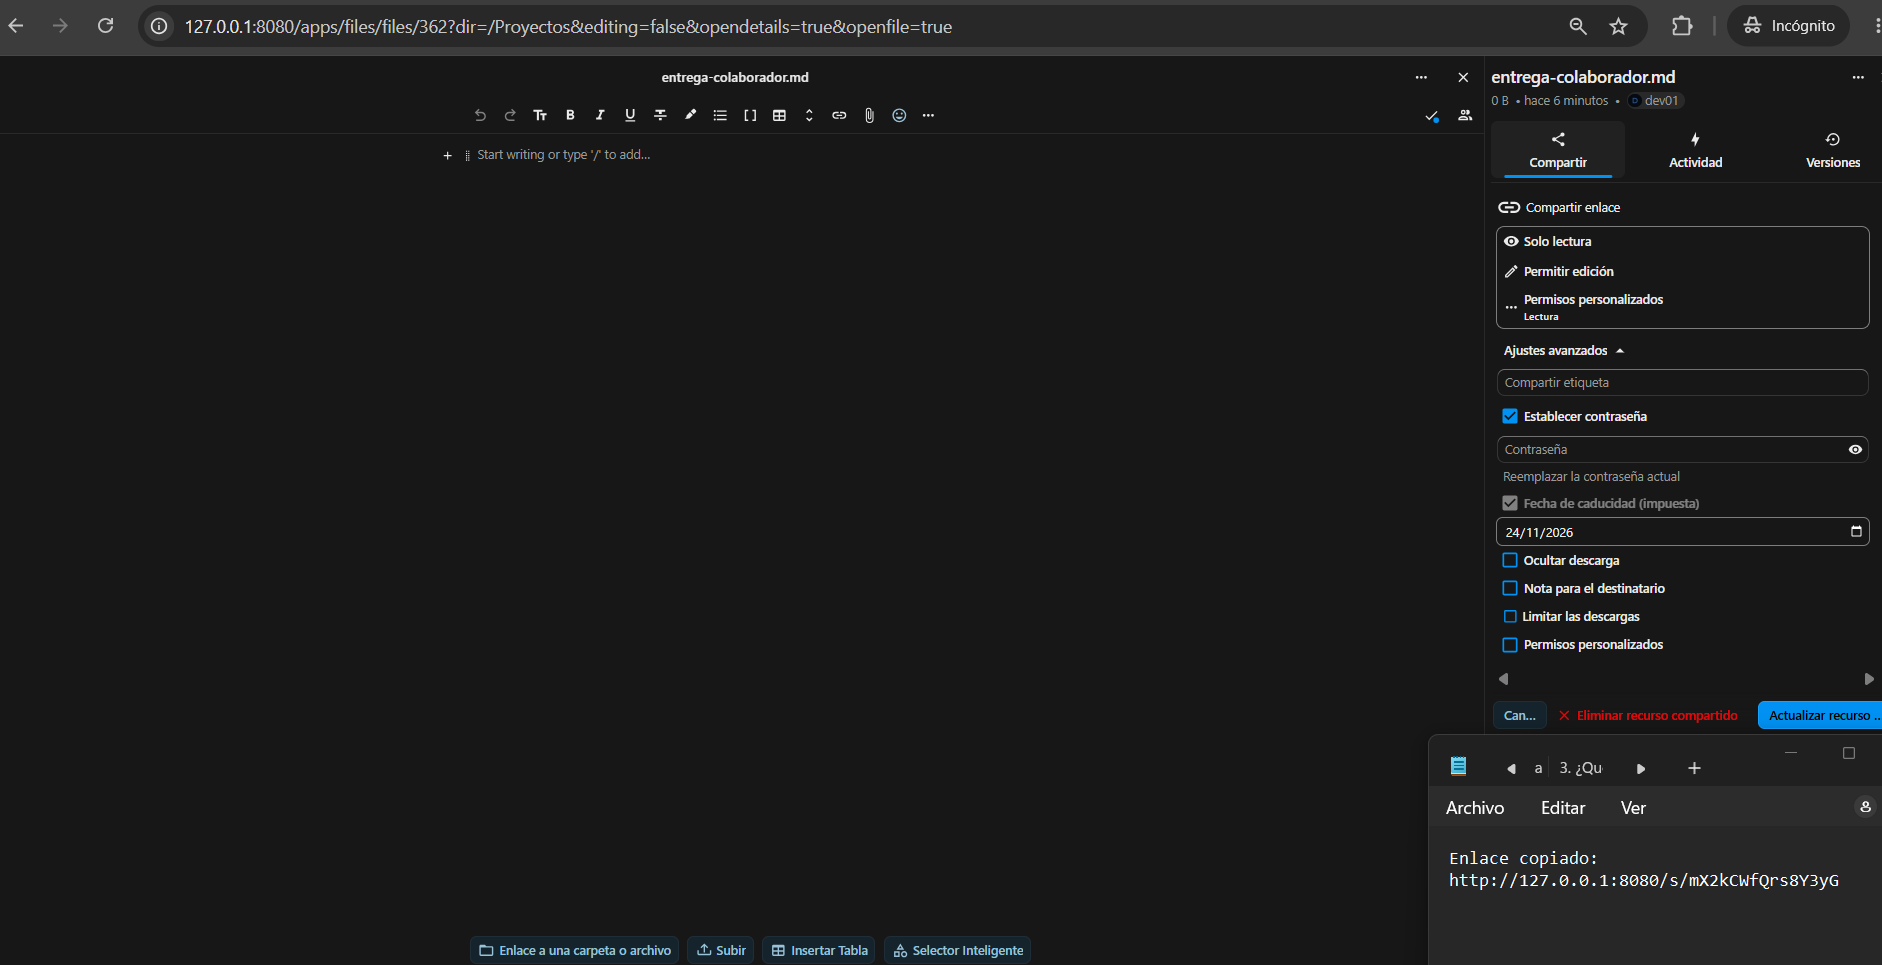 127.0.0.1:8080/apps/files/files/362?dir=/Proyectos&editing=false&opendetails=true&openfile=true
Incógnito
entrega-colaborador.md
Start writing or type '/' to add...
Enlace a una carpeta o archivo
Subir
Insertar Tabla
Selector Inteligente
entrega-colaborador.md
0 B • hace 6 minutos • D dev01
Compartir
Actividad
Versiones
Compartir enlace
Solo lectura
Permitir edición
Permisos personalizados
Lectura
Ajustes avanzados
Compartir etiqueta
Establecer contraseña
Contraseña
Reemplazar la contraseña actual
Fecha de caducidad (impuesta)
24/11/2026
Ocultar descarga
Nota para el destinatario
Limitar las descargas
Permisos personalizados
Can...
Eliminar recurso compartido
Actualizar recurso ..
a
3. ¿Qu
Archivo
Editar
Ver
Enlace copiado:
http://127.0.0.1:8080/s/mX2kCWfQrs8Y3yG